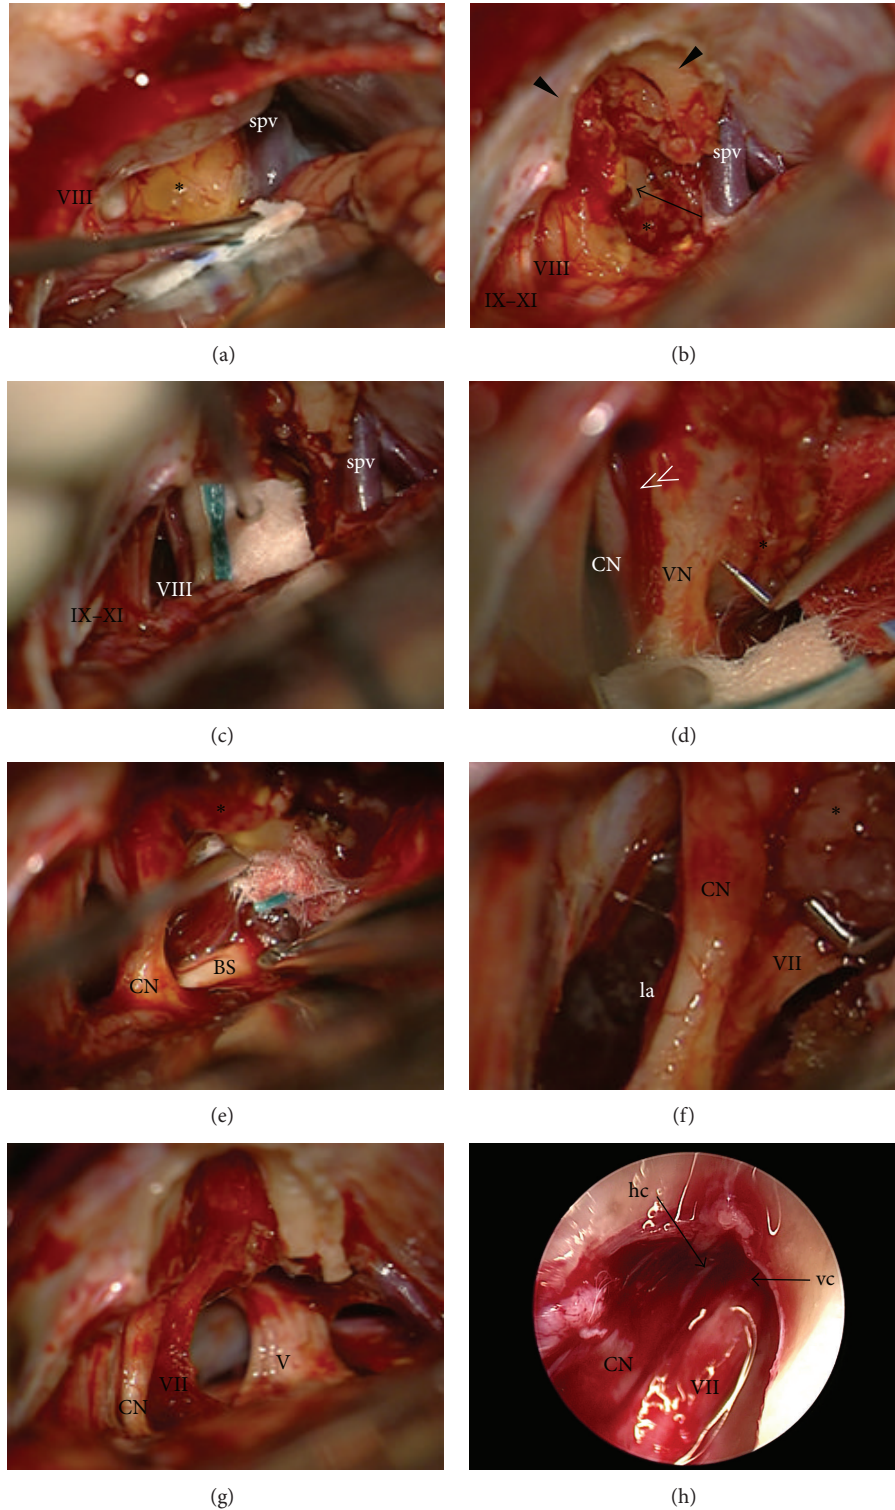 spv
VIII
*
(a)
spv
*
VIII
IX–XI
(b)
spv
VIII
IX–XI
(c)
CN
VN
*
(d)
*
BS
CN
(e)
*
CN
VII
la
(f)
V
VII
CN
(g)
hc
vc
CN
VII
(h)